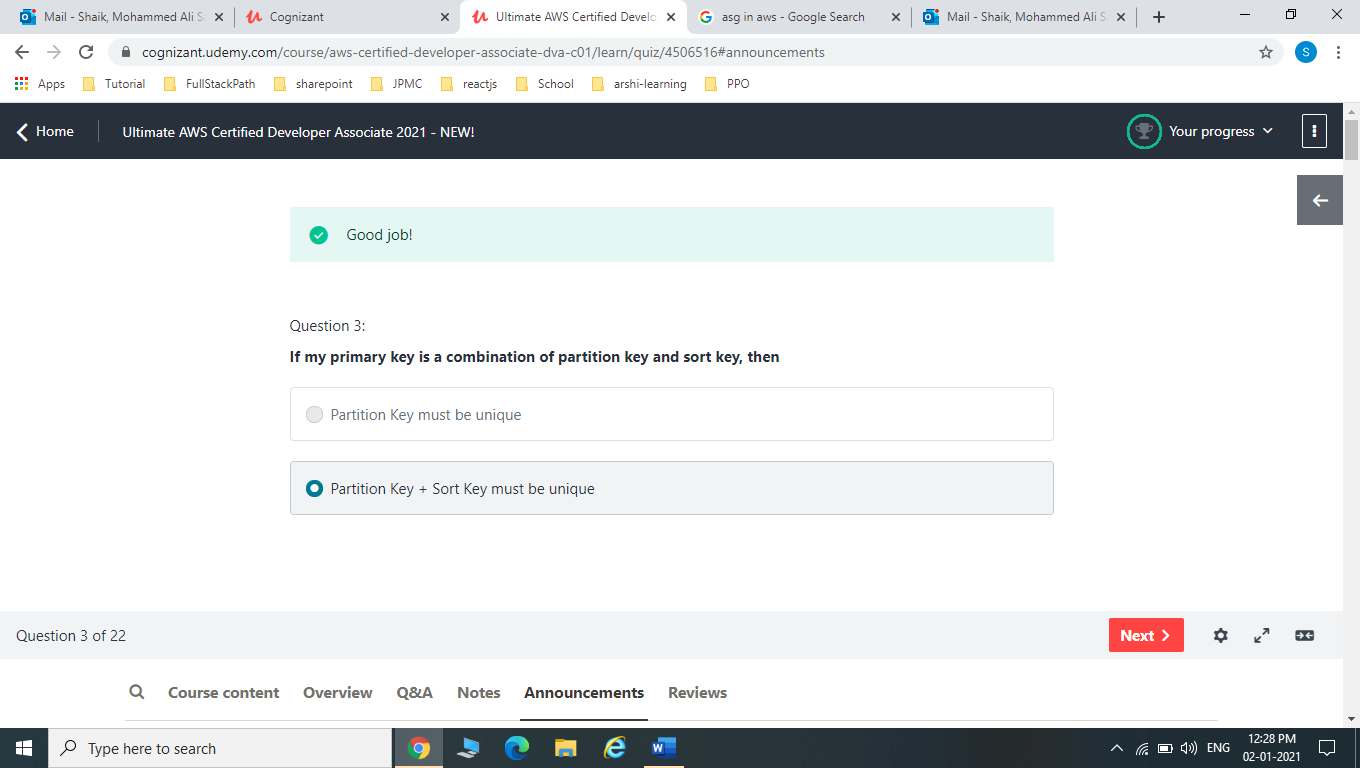 Mail - Shaik, Mohammed Ali S
Cognizant
Ultimate AWS Certified Develo
asg in aws - Google Search
Mail - Shaik, Mohammed Ali S
cognizant.udemy.com/course/aws-certified-developer-associate-dva-c01/learn/quiz/4506516#announcements
S
Apps Tutorial FullStackPath sharepoint JPMC reactjs School arshi-learning PPO
Home Ultimate AWS Certified Developer Associate 2021 - NEW! Your progress
Good job!
Question 3:
If my primary key is a combination of partition key and sort key, then
Partition Key must be unique
Partition Key + Sort Key must be unique
Question 3 of 22 Next
Course content Overview Q&A Notes Announcements Reviews
Type here to search
ENG
12:28 PM
02-01-2021